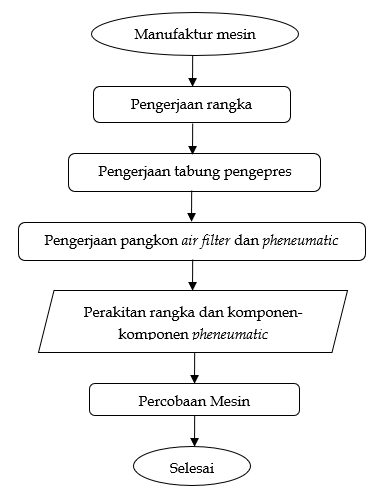 Manufaktur mesin
Pengerjaan rangka
Pengerjaan tabung pengepres
Pengerjaan pangkon air filter dan pheneumatic
Perakitan rangka dan komponen-
komponen pheneumatic
Percobaan Mesin
Selesai